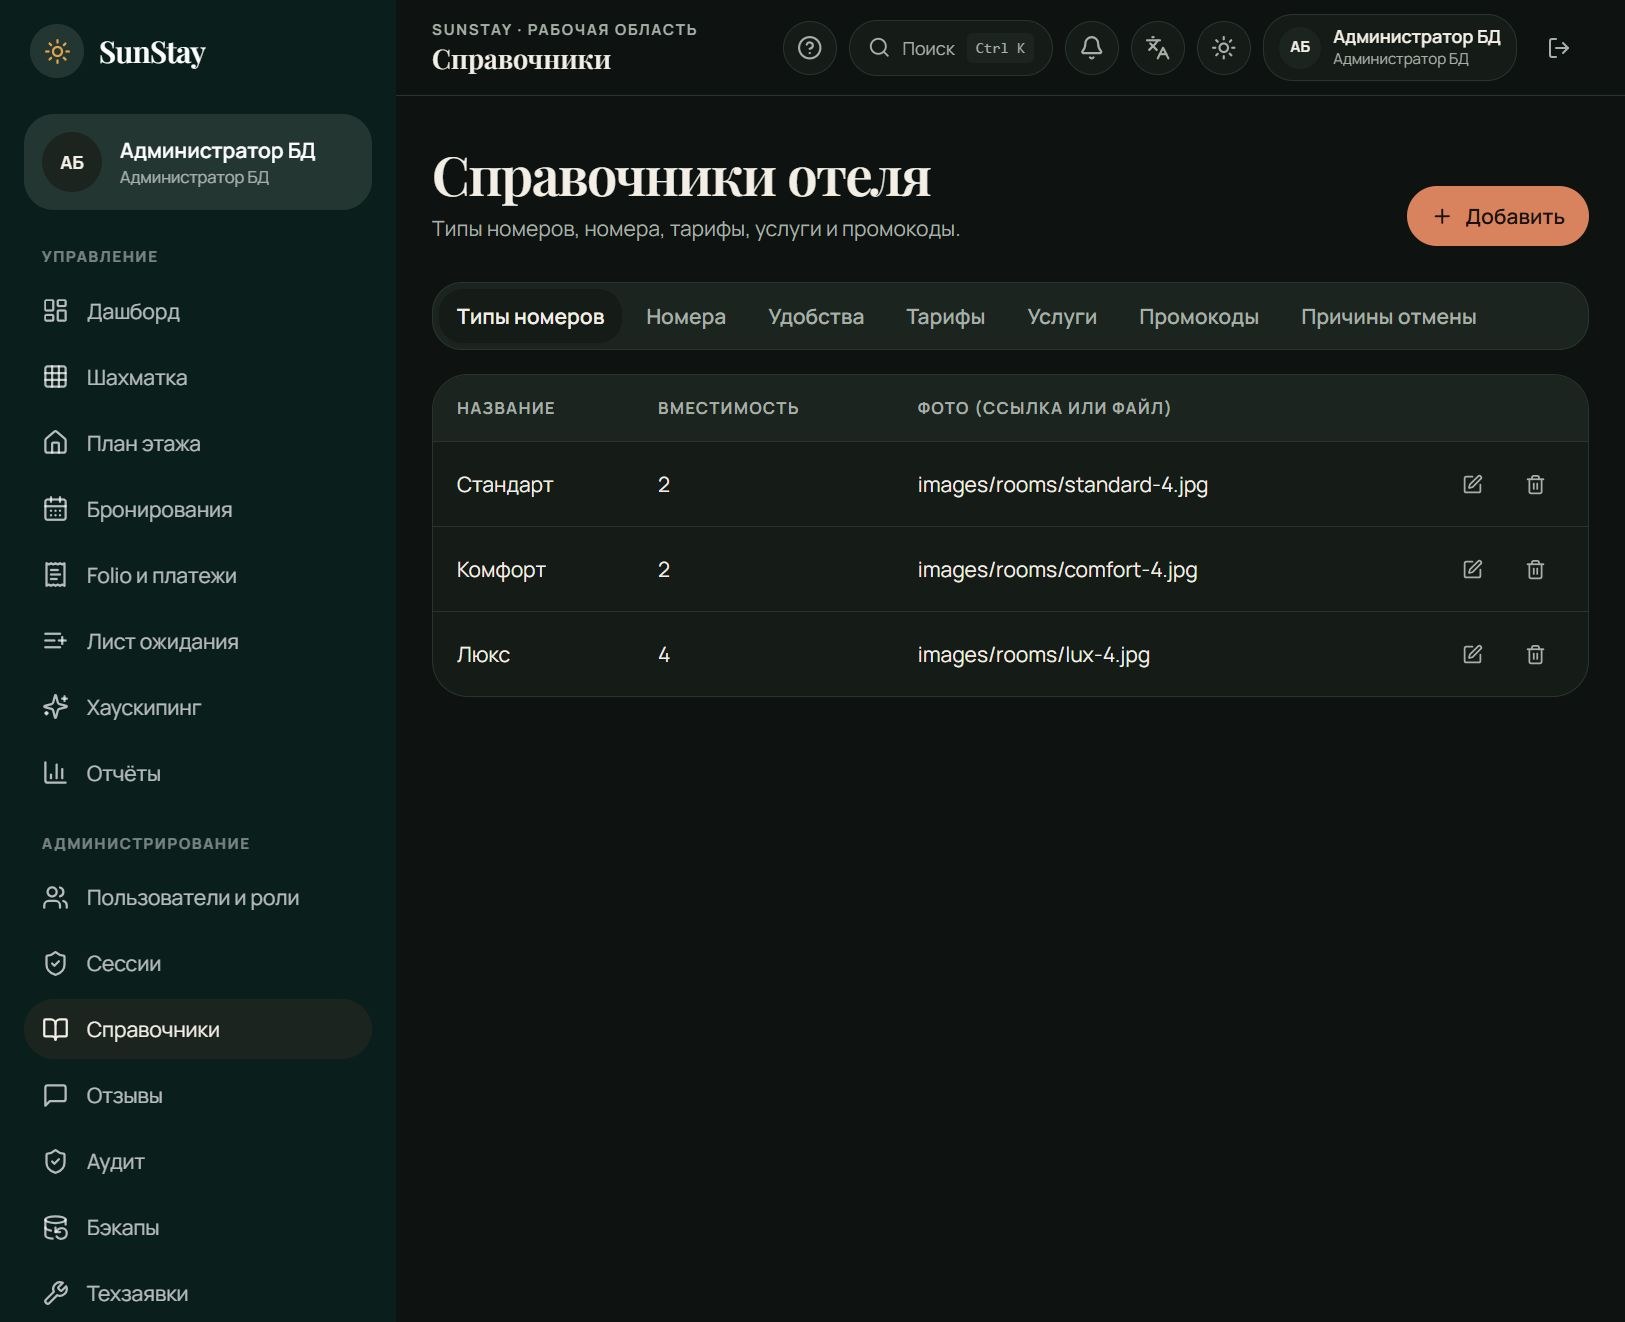 SunStay
АБ
Администратор БД
Администратор БД
УПРАВЛЕНИЕ
Дашборд
Шахматка
План этажа
Бронирования
Folio и платежи
Лист ожидания
Хаускипинг
Отчёты
АДМИНИСТРИРОВАНИЕ
Пользователи и роли
Сессии
Справочники
Отзывы
Аудит
Бэкапы
Техзаявки
SUNSTAY · РАБОЧАЯ ОБЛАСТЬ
Справочники
Поиск Ctrl K
АБ
Администратор БД
Администратор БД
Справочники отеля
Типы номеров, номера, тарифы, услуги и промокоды.
+ Добавить
Типы номеров Номера Удобства Тарифы Услуги Промокоды Причины отмены
НАЗВАНИЕ ВМЕСТИМОСТЬ ФОТО (ССЫЛКА ИЛИ ФАЙЛ)
Стандарт 2 images/rooms/standard-4.jpg
Комфорт 2 images/rooms/comfort-4.jpg
Люкс 4 images/rooms/lux-4.jpg